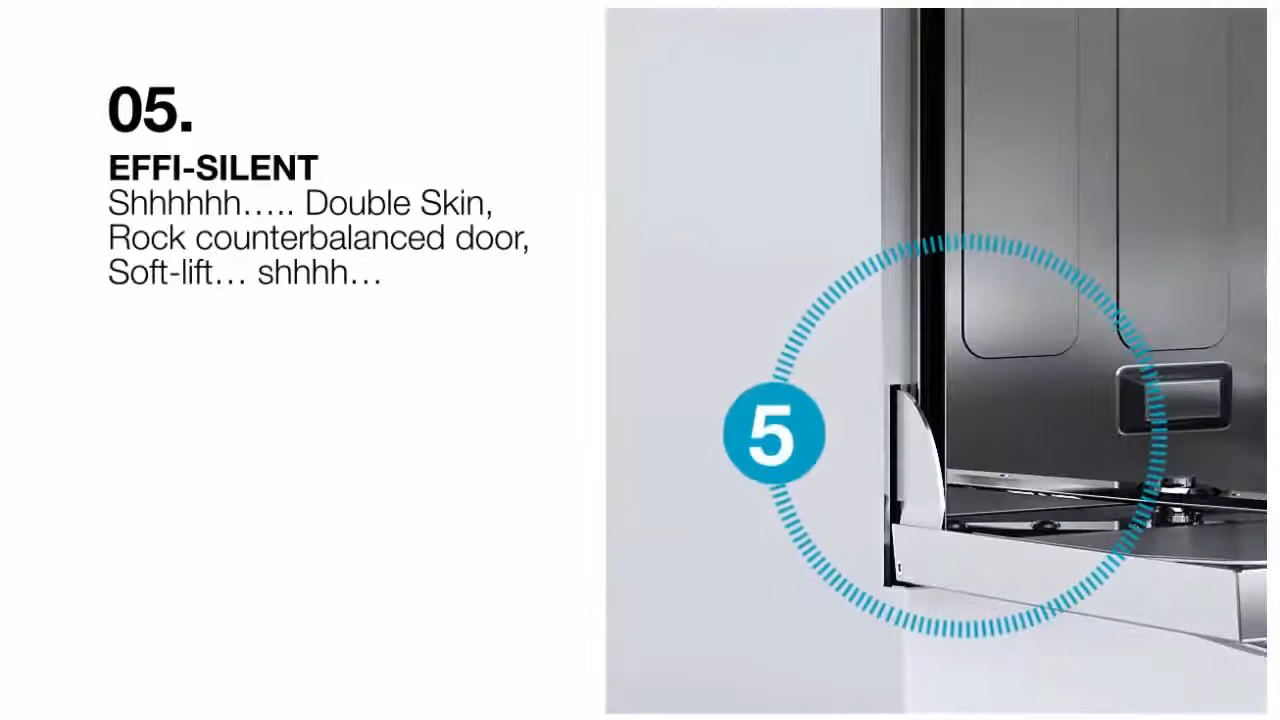 05.
EFFI-SILENT
Shhhhhh….. Double Skin,
Rock counterbalanced door,
Soft-lift… shhhh…
5